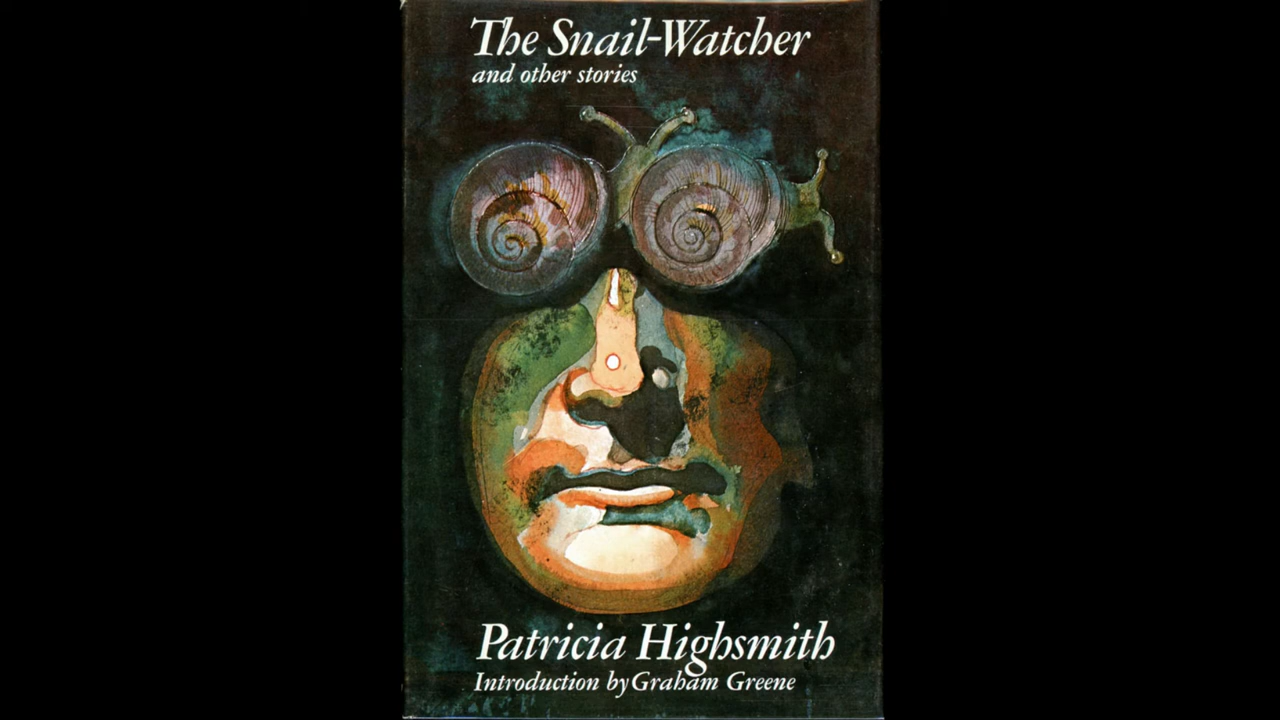 The Snail-Watcher
and other stories
Patricia Highsmith
Introduction by Graham Greene